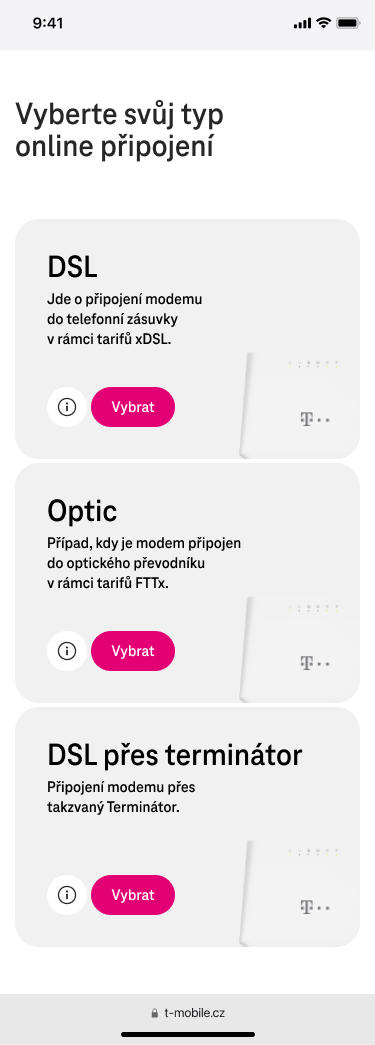 9:41
Vyberte svůj typ
online připojení
DSL
Jde o připojení modemu
do telefonní zásuvky
v rámci tarifů xDSL.
Vybrat
T
Optic
Případ, kdy je modem připojen
do optického převodníku
v rámci tarifů FTTx.
Vybrat
T
DSL přes terminátor
Připojení modemu přes
takzvaný Terminátor.
Vybrat
T
t-mobile.cz